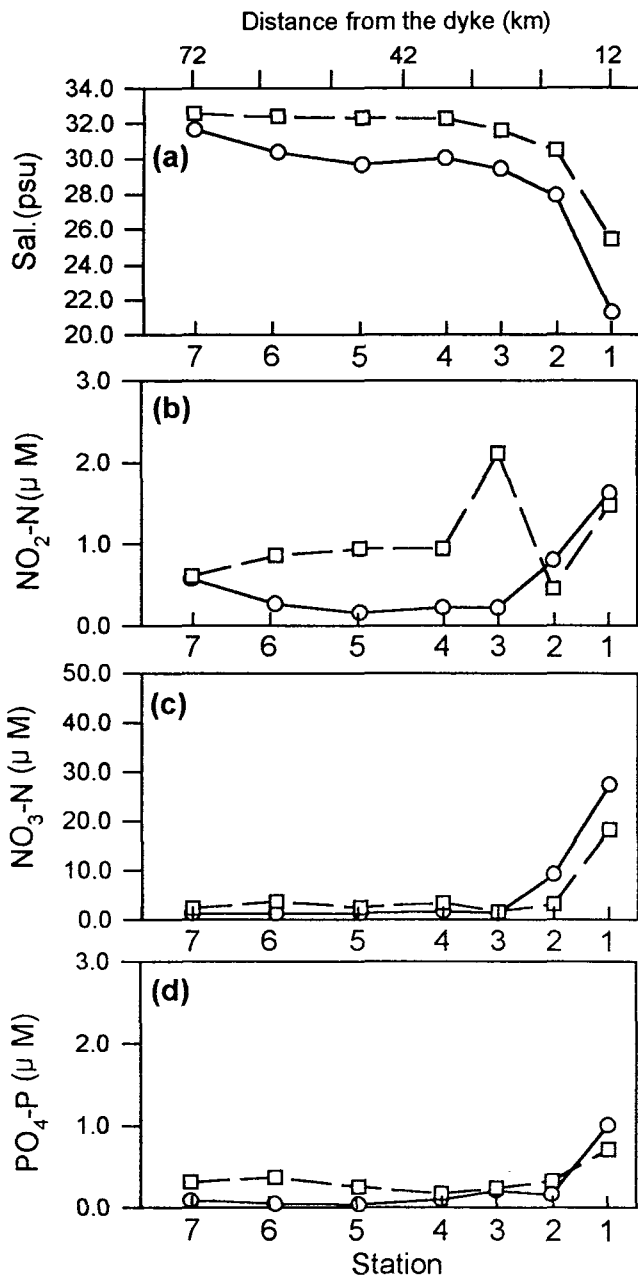 Distance from the dyke (km)
72 42 12
34.0
32.0
30.0
28.0
26.0
24.0
22.0
20.0
Sal.(psu)
(a)
7 6 5 4 3 2 1
3.0
2.0
1.0
0.0
NO₂-N (µ M)
(b)
7 6 5 4 3 2 1
50.0
40.0
30.0
20.0
10.0
0.0
NO₃-N (µ M)
(c)
7 6 5 4 3 2 1
3.0
2.0
1.0
0.0
PO₄-P (µ M)
(d)
7 6 5 4 3 2 1
Station